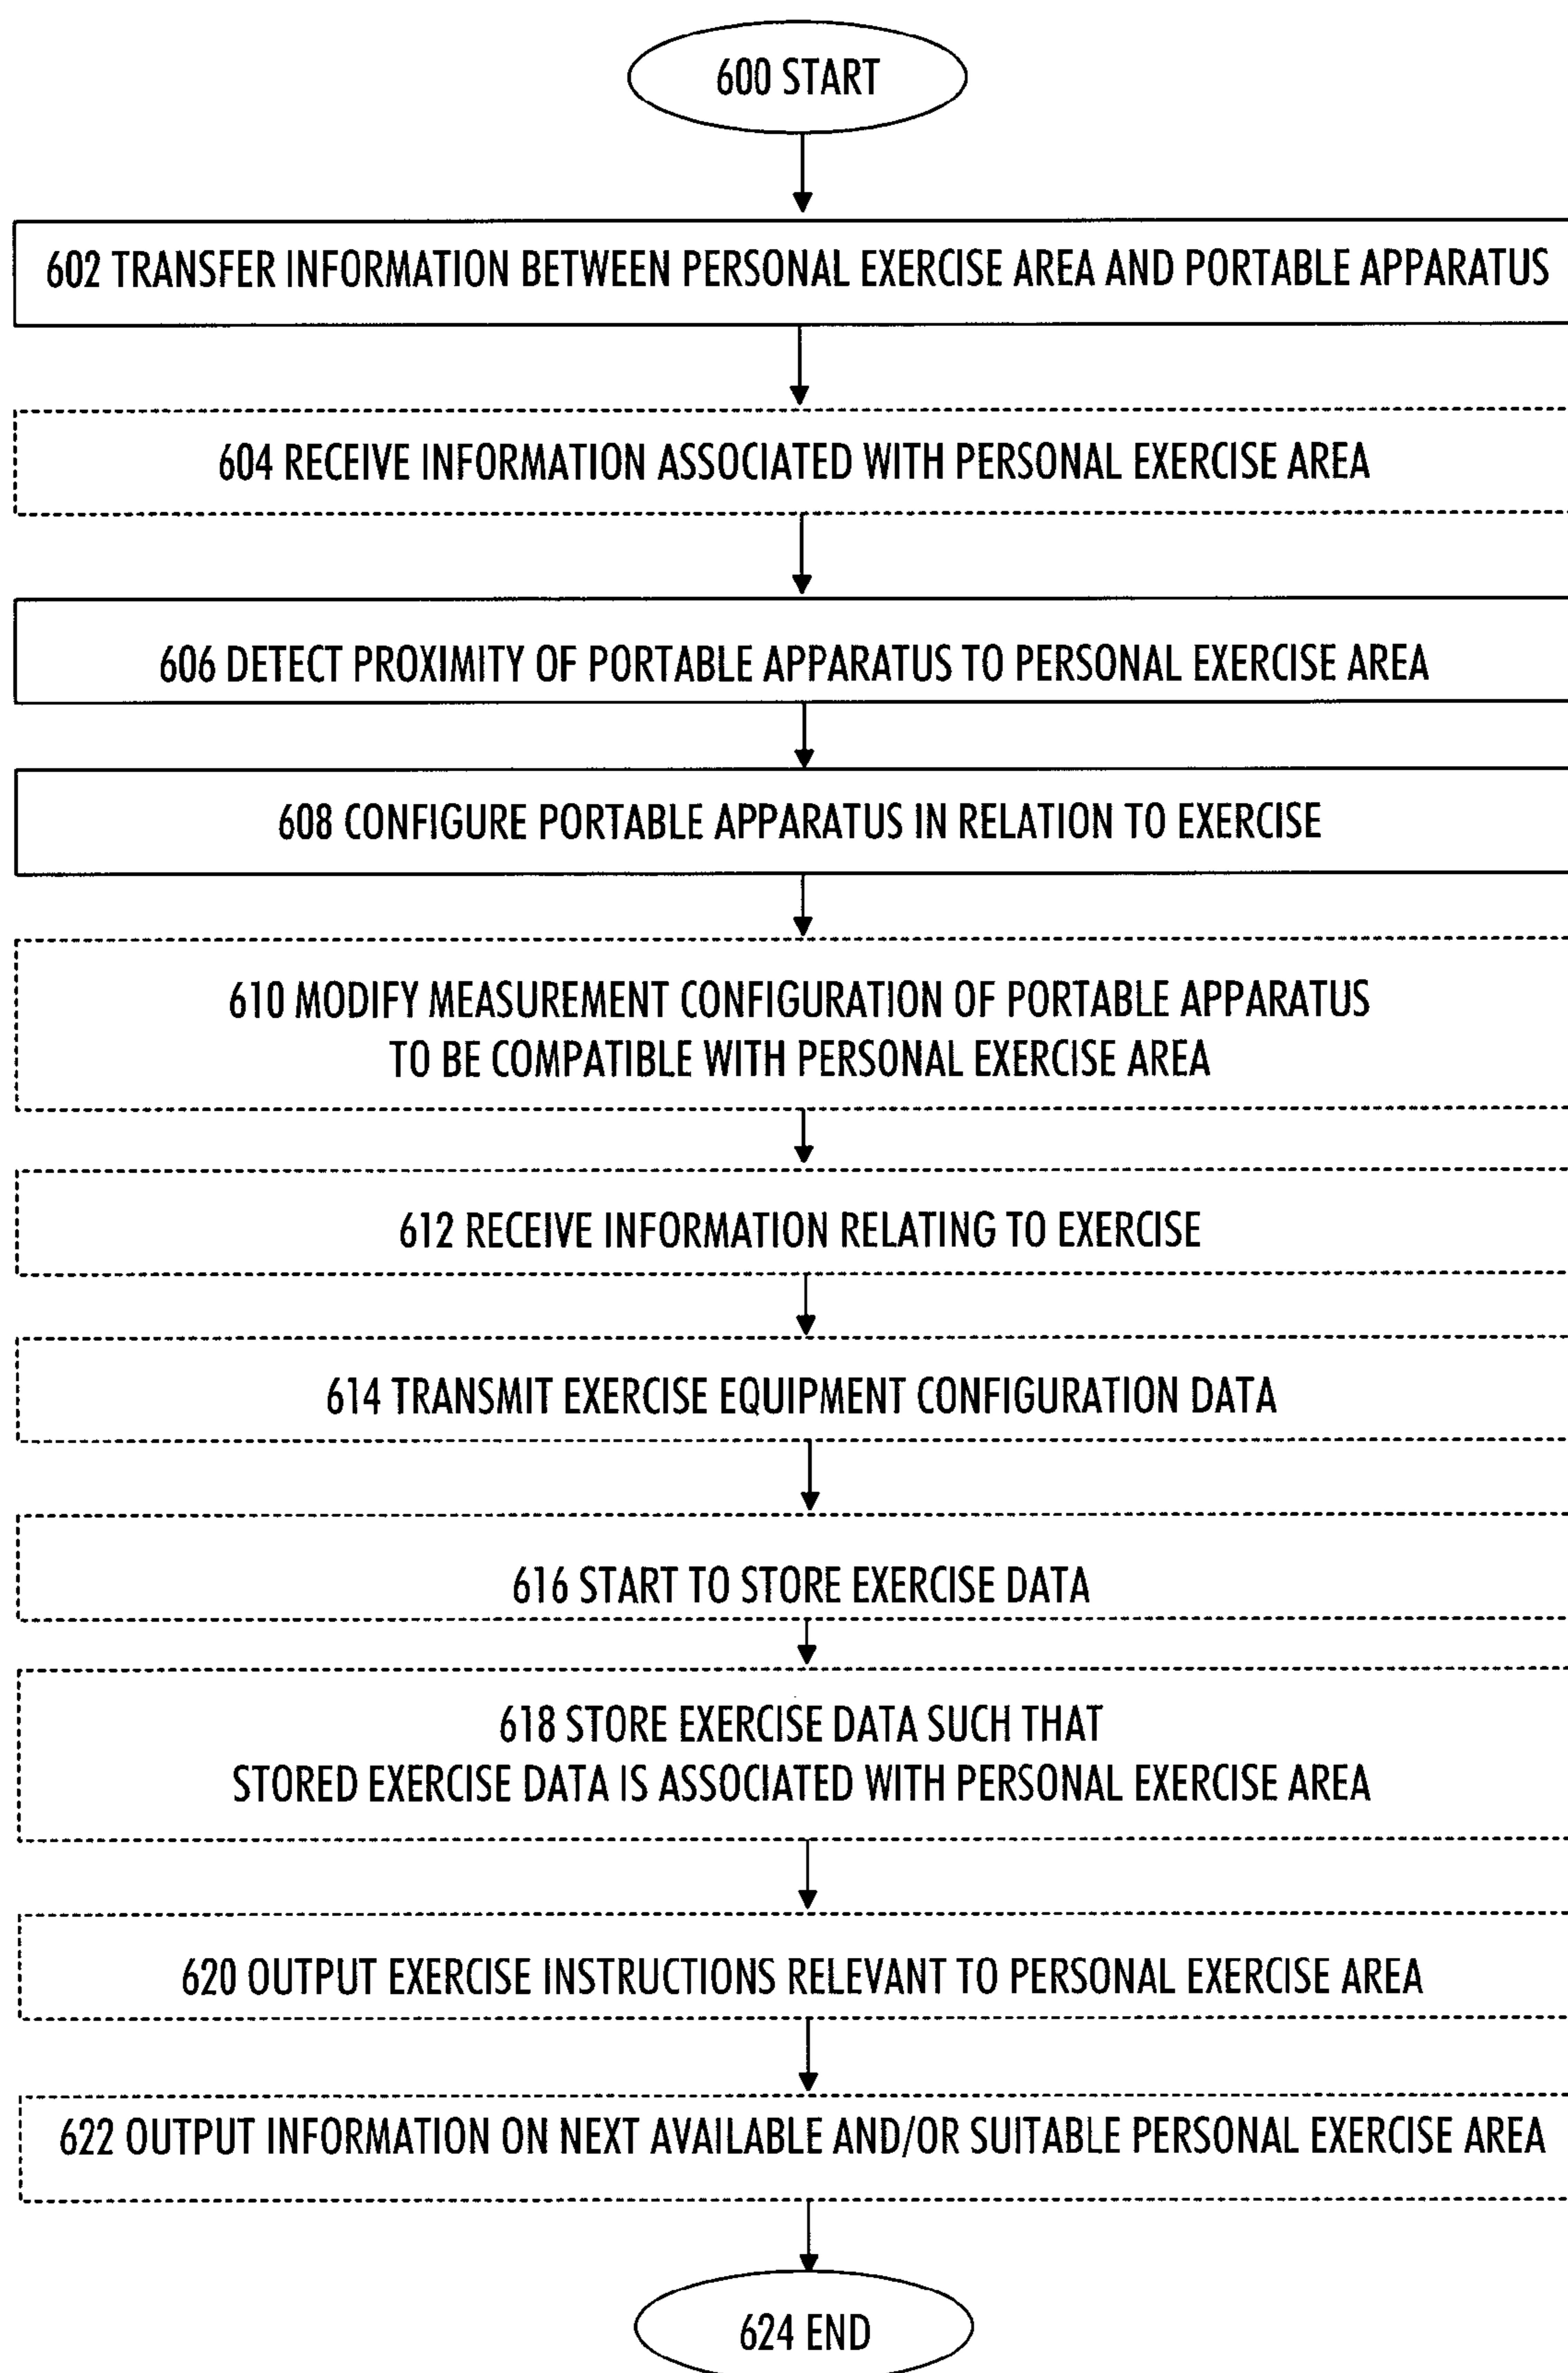 600 START
602 TRANSFER INFORMATION BETWEEN PERSONAL EXERCISE AREA AND PORTABLE APPARATUS
604 RECEIVE INFORMATION ASSOCIATED WITH PERSONAL EXERCISE AREA
606 DETECT PROXIMITY OF PORTABLE APPARATUS TO PERSONAL EXERCISE AREA
608 CONFIGURE PORTABLE APPARATUS IN RELATION TO EXERCISE
610 MODIFY MEASUREMENT CONFIGURATION OF PORTABLE APPARATUS
TO BE COMPATIBLE WITH PERSONAL EXERCISE AREA
612 RECEIVE INFORMATION RELATING TO EXERCISE
614 TRANSMIT EXERCISE EQUIPMENT CONFIGURATION DATA
616 START TO STORE EXERCISE DATA
618 STORE EXERCISE DATA SUCH THAT
STORED EXERCISE DATA IS ASSOCIATED WITH PERSONAL EXERCISE AREA
620 OUTPUT EXERCISE INSTRUCTIONS RELEVANT TO PERSONAL EXERCISE AREA
622 OUTPUT INFORMATION ON NEXT AVAILABLE AND/OR SUITABLE PERSONAL EXERCISE AREA
624 END